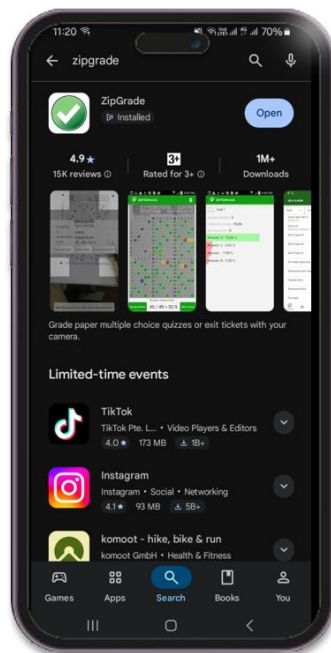 11:20
70%
zipgrade
ZipGrade
Installed
Open
4.9★
3+
1M+
15K reviews
Rated for 3+
Downloads
Grade paper multiple choice quizzes or exit tickets with your
camera.
Limited-time events
TikTok
TikTok Pte. L... • Video Players & Editors
4.0★ 173 MB 1B+
Instagram
Instagram • Social • Networking
4.1★ 93 MB 5B+
komoot - hike, bike & run
komoot GmbH • Health & Fitness
Games
Apps
Search
Books
You